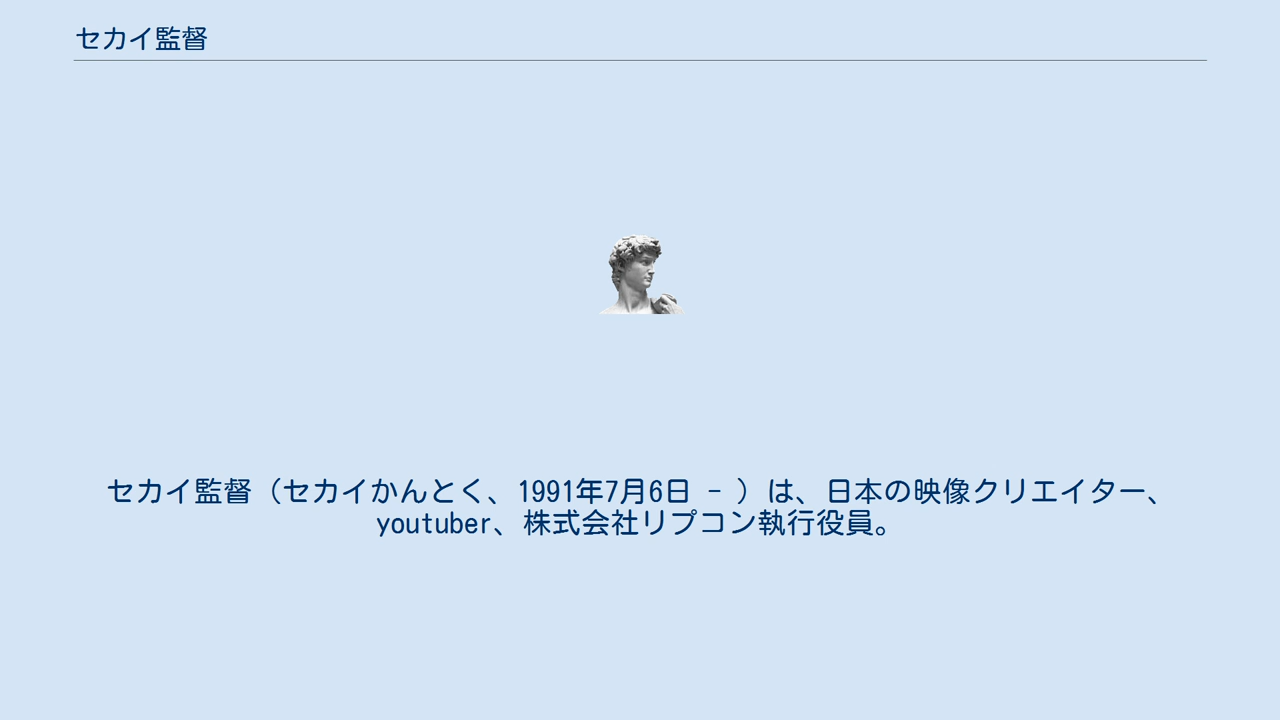 セカイ監督
セカイ監督（セカイかんとく、1991年7月6日 - ）は、日本の映像クリエイター、
youtuber、株式会社リプコン執行役員。